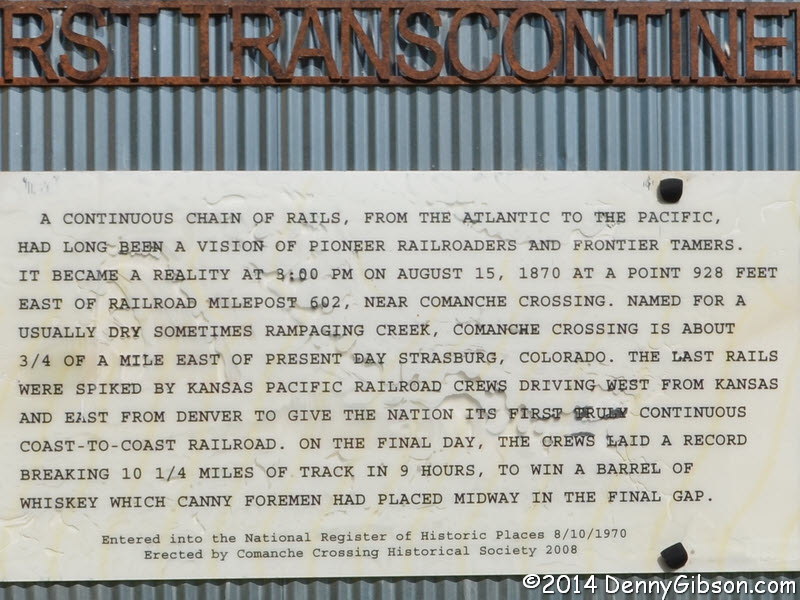 RST TRANSCONTINE
A CONTINUOUS CHAIN OF RAILS, FROM THE ATLANTIC TO THE PACIFIC,
HAD LONG BEEN A VISION OF PIONEER RAILROADERS AND FRONTIER TAMERS.
IT BECAME A REALITY AT 3:00 PM ON AUGUST 15, 1870 AT A POINT 928 FEET
EAST OF RAILROAD MILEPOST 602, NEAR COMANCHE CROSSING. NAMED FOR A
USUALLY DRY SOMETIMES RAMPAGING CREEK, COMANCHE CROSSING IS ABOUT
3/4 OF A MILE EAST OF PRESENT DAY STRASBURG, COLORADO. THE LAST RAILS
WERE SPIKED BY KANSAS PACIFIC RAILROAD CREWS DRIVING WEST FROM KANSAS
AND EAST FROM DENVER TO GIVE THE NATION ITS FIRST TRULY CONTINUOUS
COAST-TO-COAST RAILROAD. ON THE FINAL DAY, THE CREWS LAID A RECORD
BREAKING 10 1/4 MILES OF TRACK IN 9 HOURS, TO WIN A BARREL OF
WHISKEY WHICH CANNY FOREMEN HAD PLACED MIDWAY IN THE FINAL GAP.
Entered into the National Register of Historic Places 8/10/1970
Erected by Comanche Crossing Historical Society 2008
©2014 DennyGibson.com